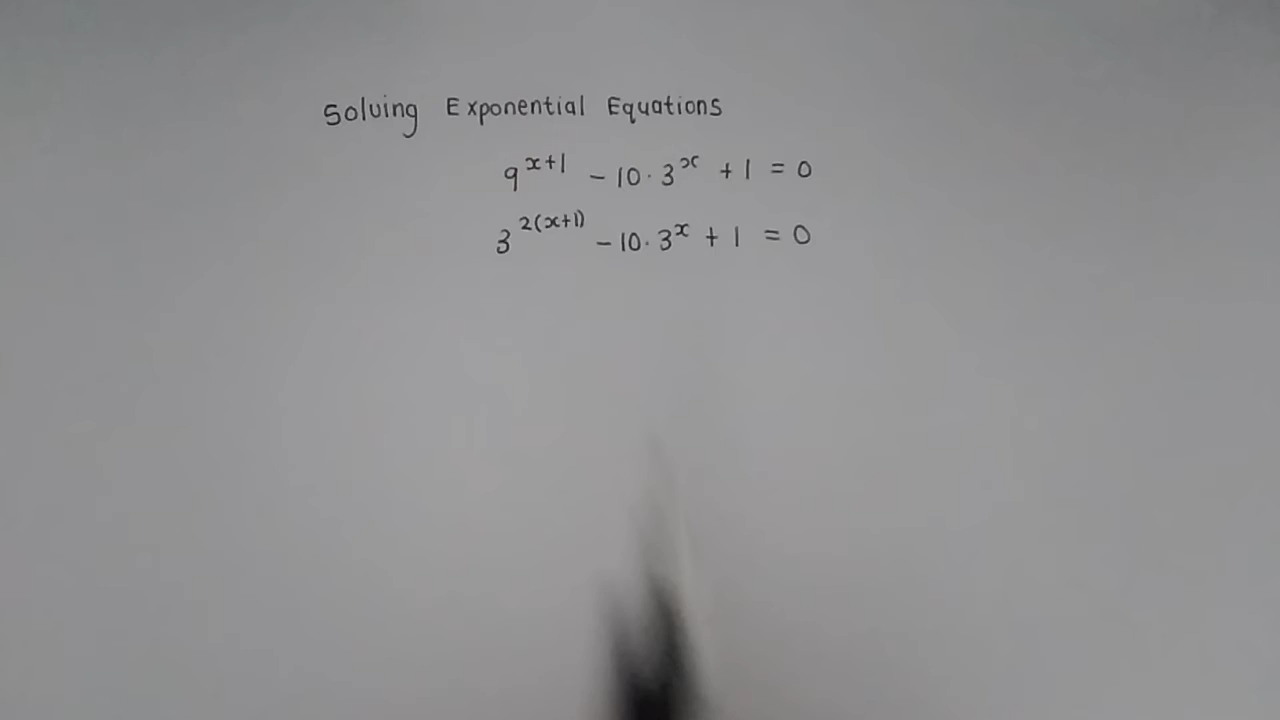 Solving Exponential Equations
9^{x+1} - 10 · 3^x + 1 = 0
3^{2(x+1)} - 10 · 3^x + 1 = 0